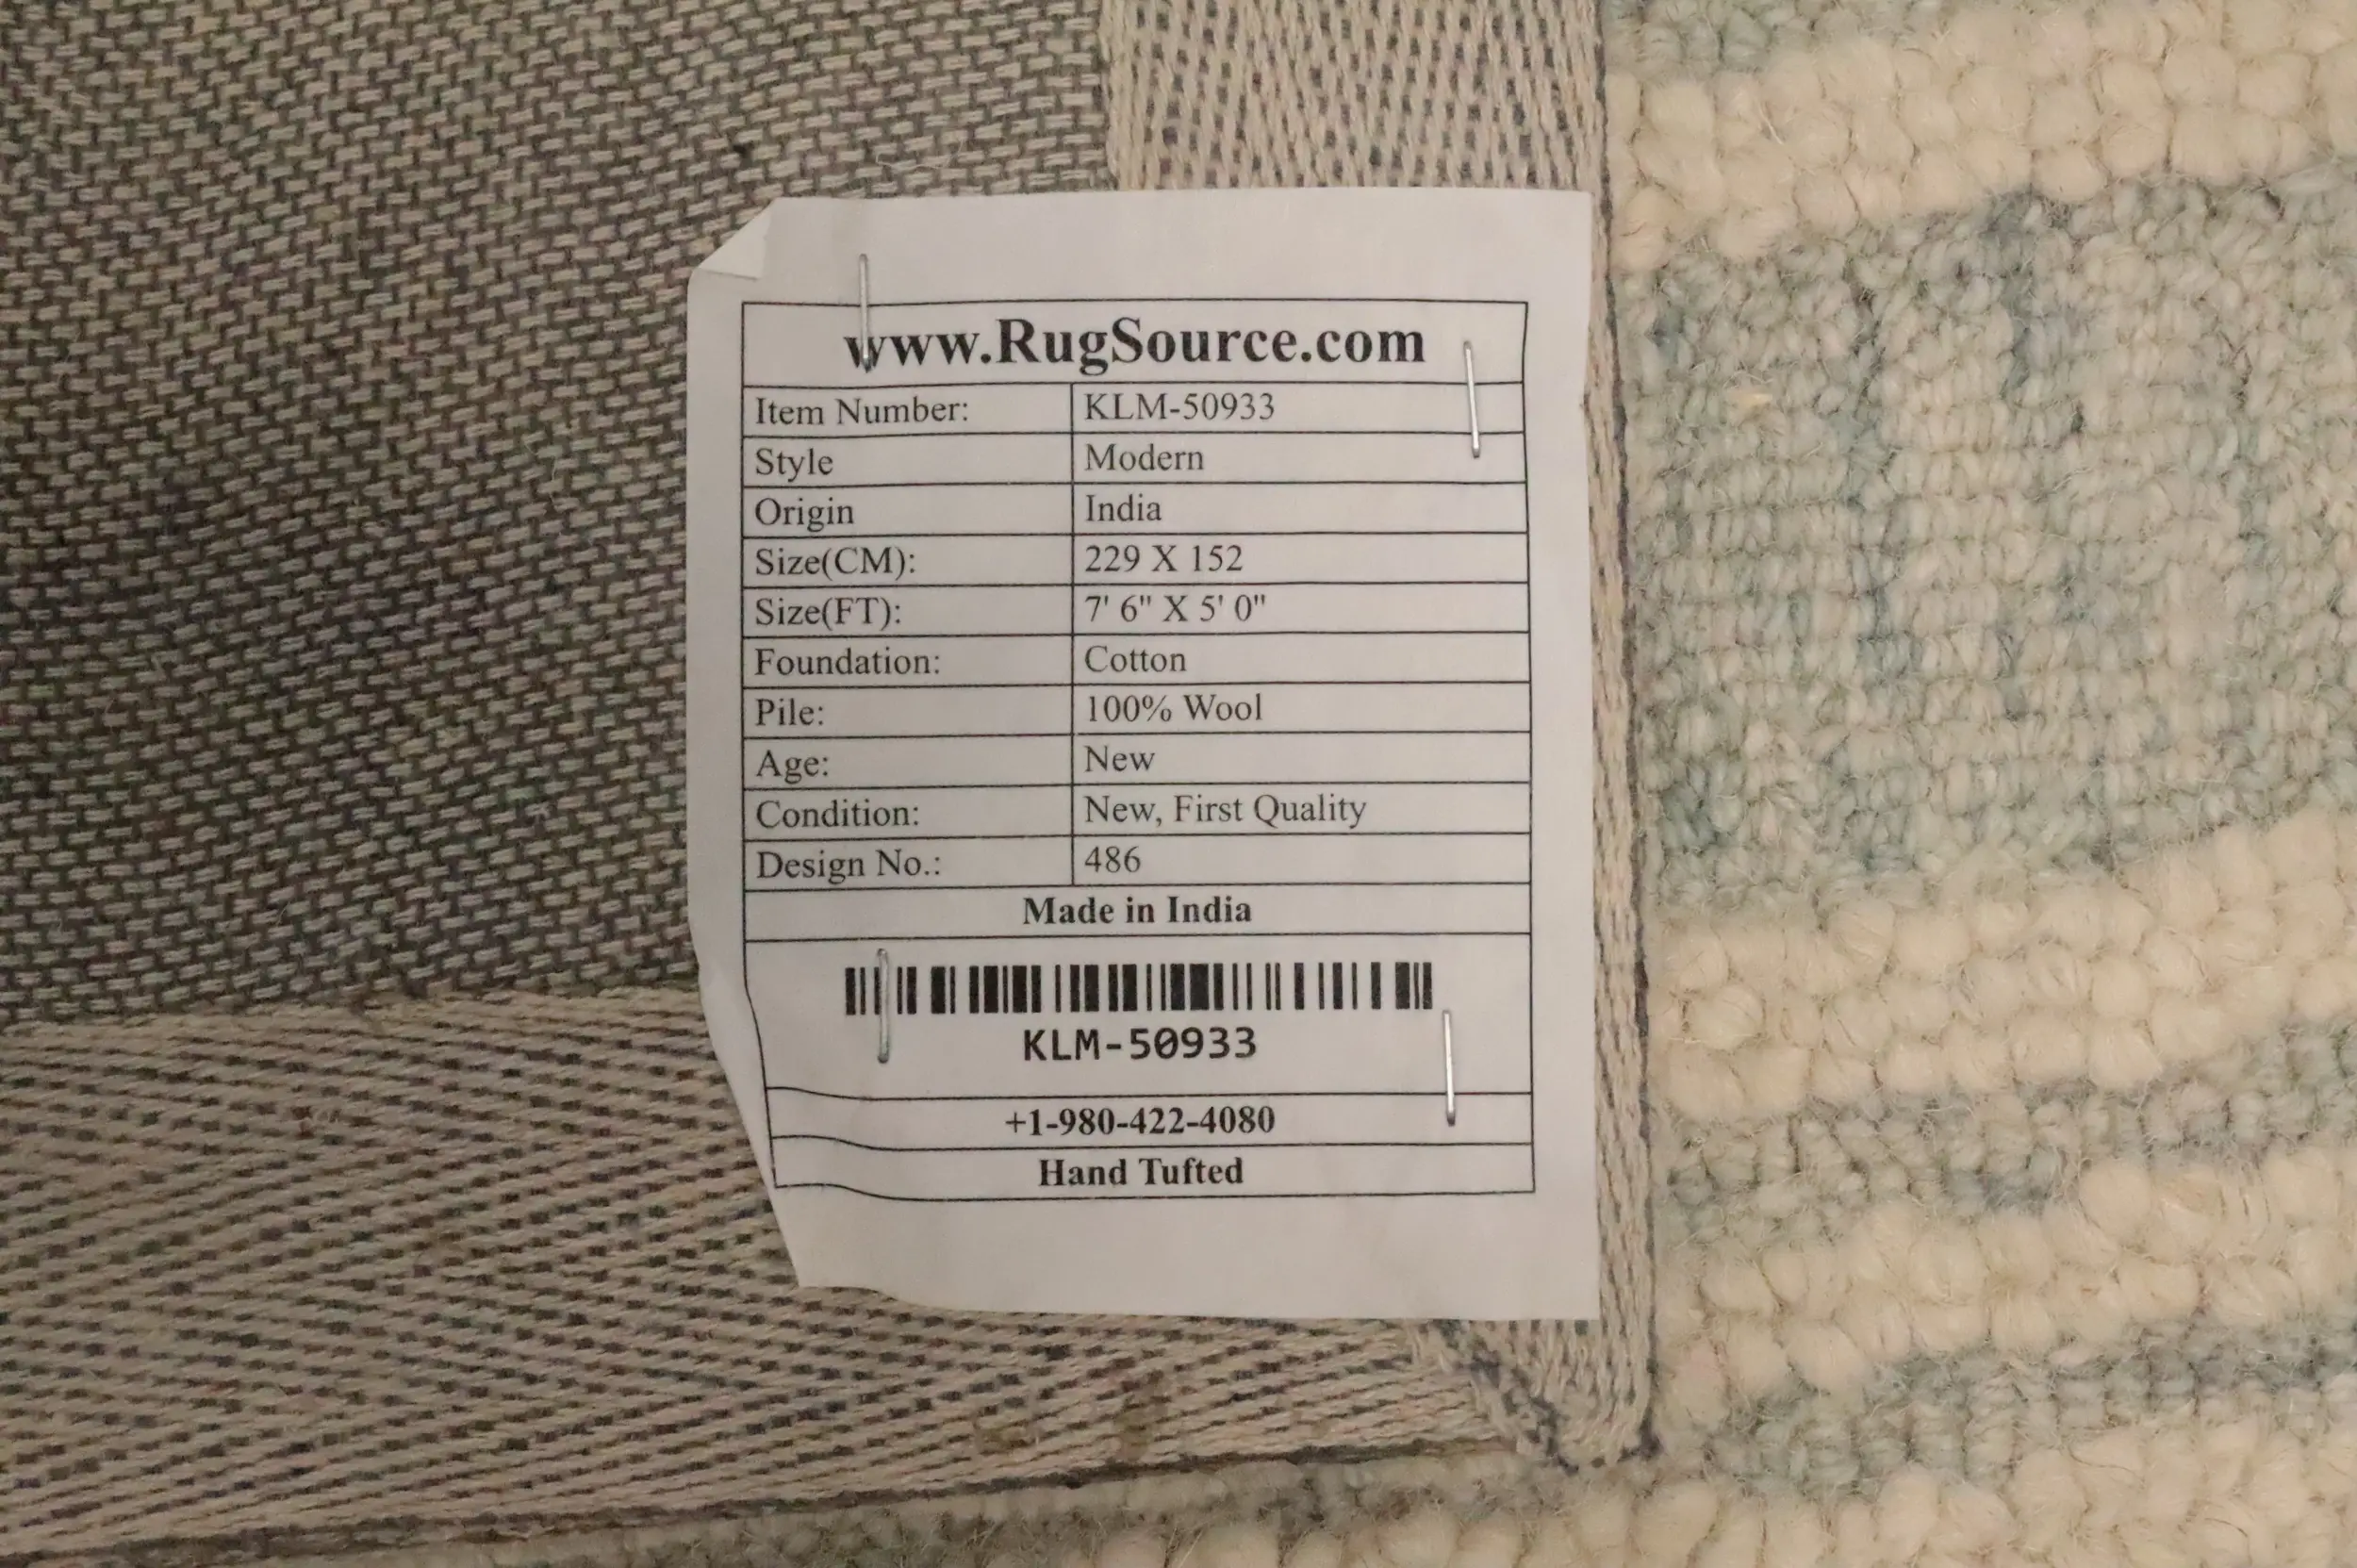 www.RugSource.com
Item Number: KLM-50933
Style Modern
Origin India
Size(CM): 229 X 152
Size(FT): 7' 6" X 5' 0"
Foundation: Cotton
Pile: 100% Wool
Age: New
Condition: New, First Quality
Design No.: 486
Made in India
KLM-50933
+1-980-422-4080
Hand Tufted